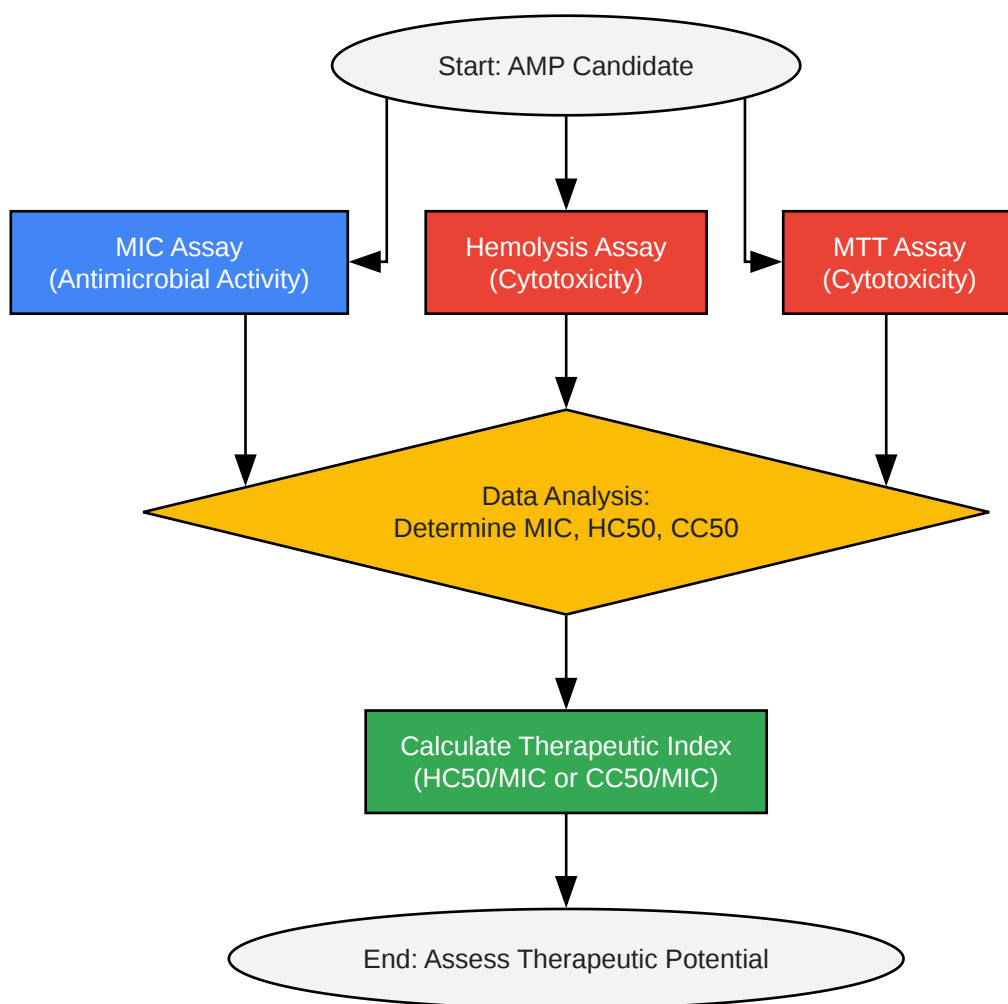 Start: AMP Candidate
MIC Assay
(Antimicrobial Activity)
Hemolysis Assay
(Cytotoxicity)
MTT Assay
(Cytotoxicity)
Data Analysis:
Determine MIC, HC50, CC50
Calculate Therapeutic Index
(HC50/MIC or CC50/MIC)
End: Assess Therapeutic Potential